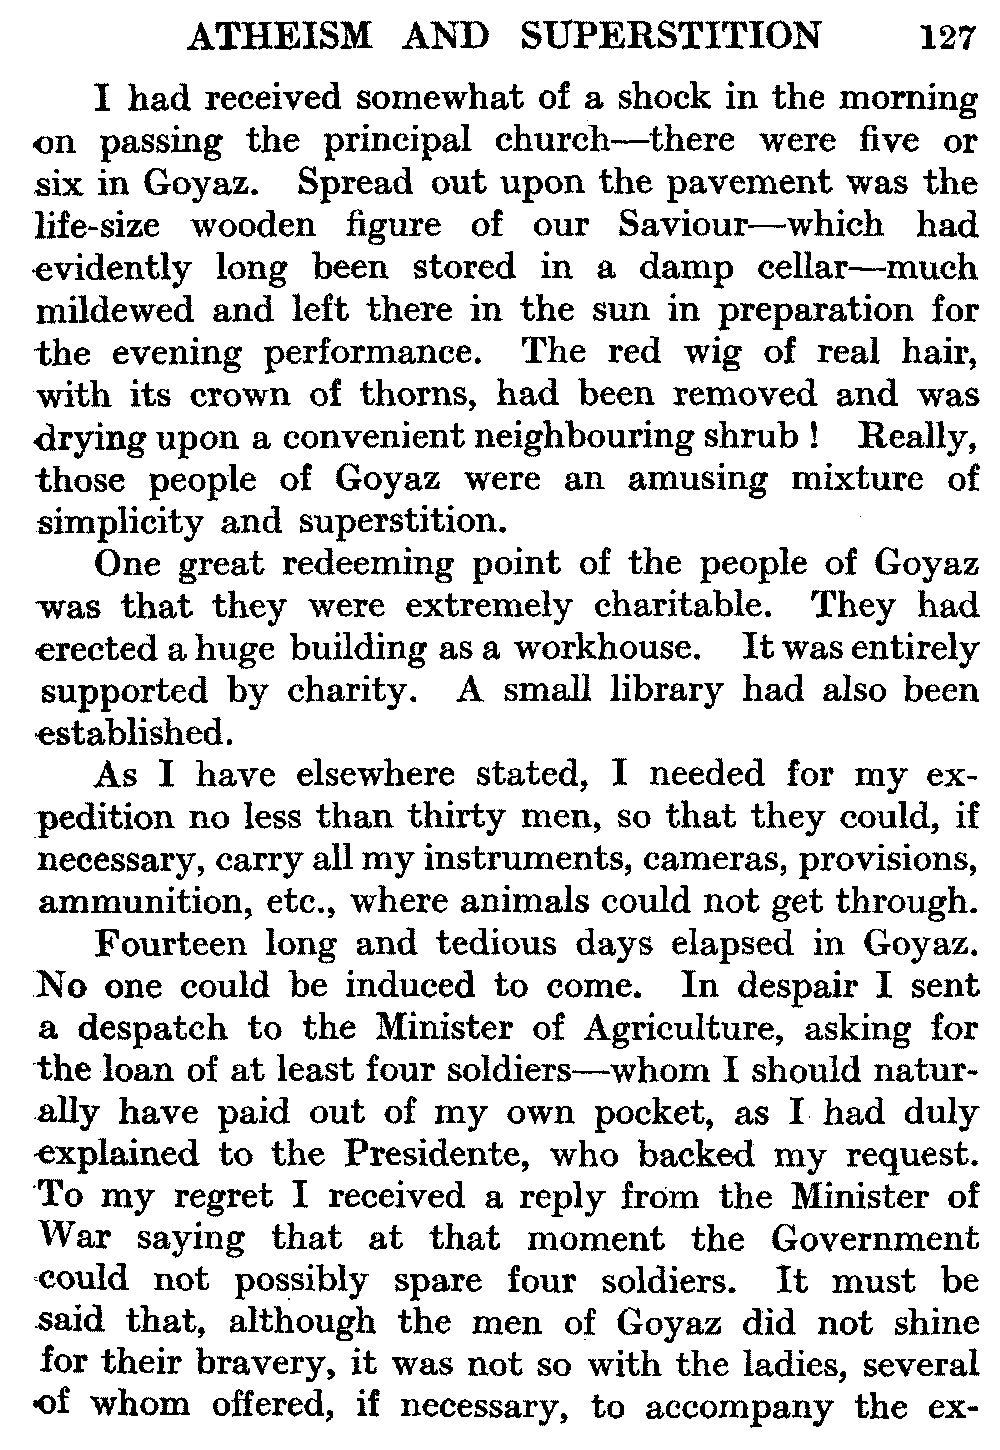 ATHEISM AND SUPERSTITION 127
I had received somewhat of a shock in the morning
on passing the principal church—there were five or
six in Goyaz. Spread out upon the pavement was the
life-size wooden figure of our Saviour—which had
evidently long been stored in a damp cellar—much
mildewed and left there in the sun in preparation for
the evening performance. The red wig of real hair,
with its crown of thorns, had been removed and was
drying upon a convenient neighbouring shrub! Really,
those people of Goyaz were an amusing mixture of
simplicity and superstition.
One great redeeming point of the people of Goyaz
was that they were extremely charitable. They had
erected a huge building as a workhouse. It was entirely
supported by charity. A small library had also been
established.
As I have elsewhere stated, I needed for my ex-
pedition no less than thirty men, so that they could, if
necessary, carry all my instruments, cameras, provisions,
ammunition, etc., where animals could not get through.
Fourteen long and tedious days elapsed in Goyaz.
No one could be induced to come. In despair I sent
a despatch to the Minister of Agriculture, asking for
the loan of at least four soldiers—whom I should natur-
ally have paid out of my own pocket, as I had duly
explained to the Presidente, who backed my request.
To my regret I received a reply from the Minister of
War saying that at that moment the Government
could not possibly spare four soldiers. It must be
said that, although the men of Goyaz did not shine
for their bravery, it was not so with the ladies, several
of whom offered, if necessary, to accompany the ex-